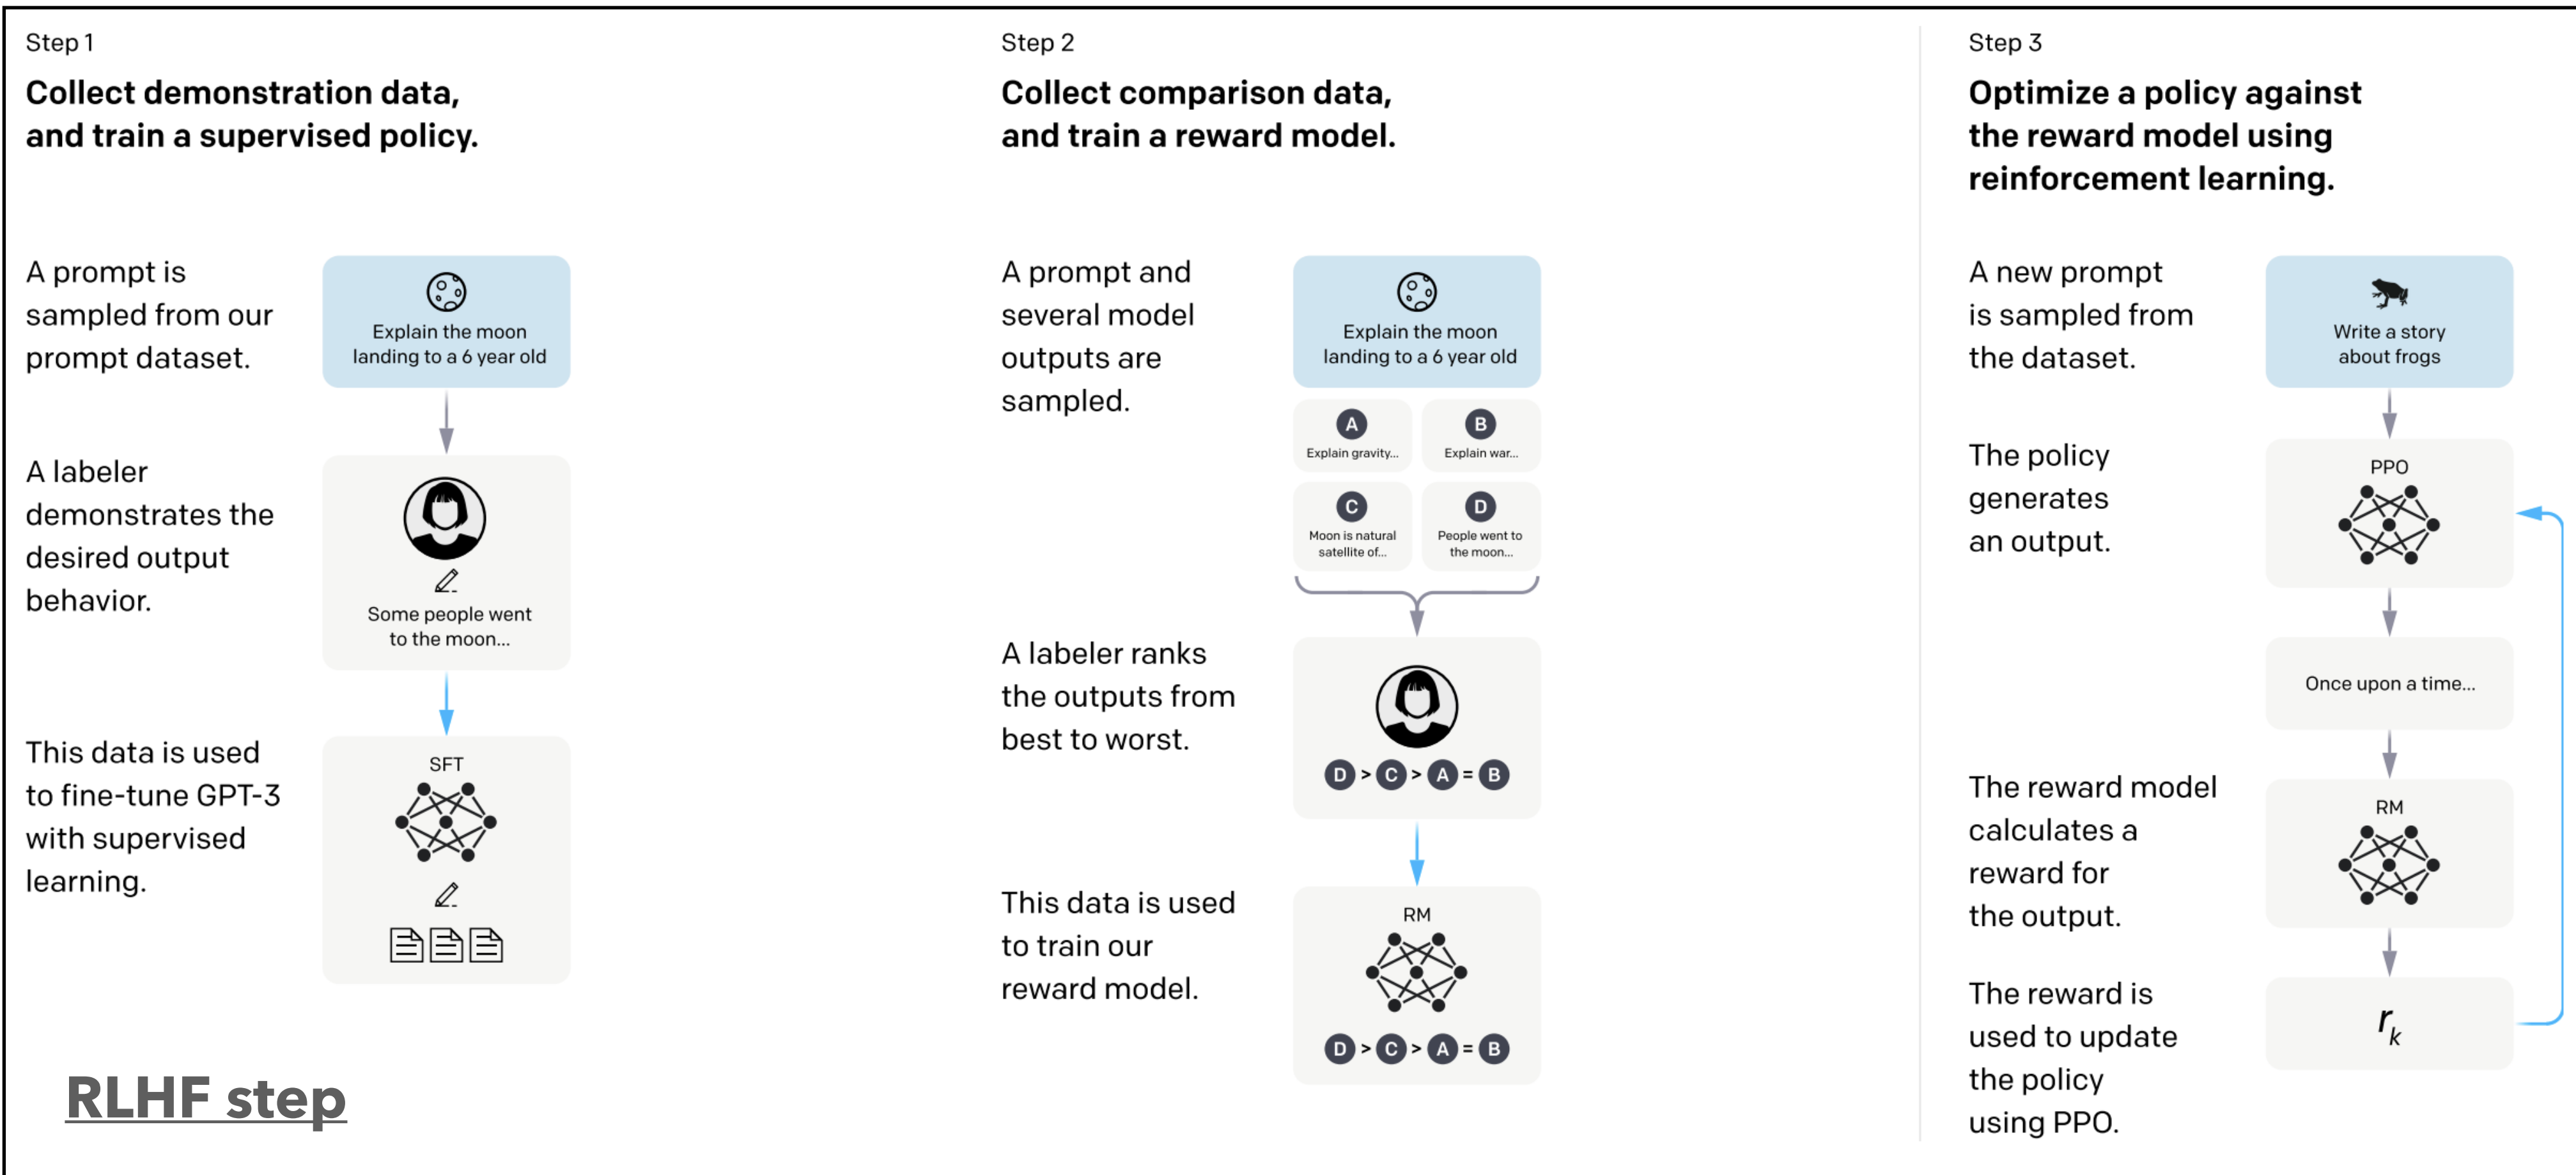 Step 1
Collect demonstration data,
and train a supervised policy.
A prompt is
sampled from our
prompt dataset.
Explain the moon
landing to a 6 year old
A labeler
demonstrates the
desired output
behavior.
Some people went
to the moon...
This data is used
to fine-tune GPT-3
with supervised
learning.
SFT
RLHF step
Step 2
Collect comparison data,
and train a reward model.
A prompt and
several model
outputs are
sampled.
Explain the moon
landing to a 6 year old
A
Explain gravity...
B
Explain war...
C
Moon is natural
satellite of...
D
People went to
the moon...
A labeler ranks
the outputs from
best to worst.
D > C > A = B
This data is used
to train our
reward model.
RM
D > C > A = B
Step 3
Optimize a policy against
the reward model using
reinforcement learning.
A new prompt
is sampled from
the dataset.
Write a story
about frogs
The policy
generates
an output.
PPO
Once upon a time...
The reward model
calculates a
reward for
the output.
RM
The reward is
used to update
the policy
using PPO.
r_k